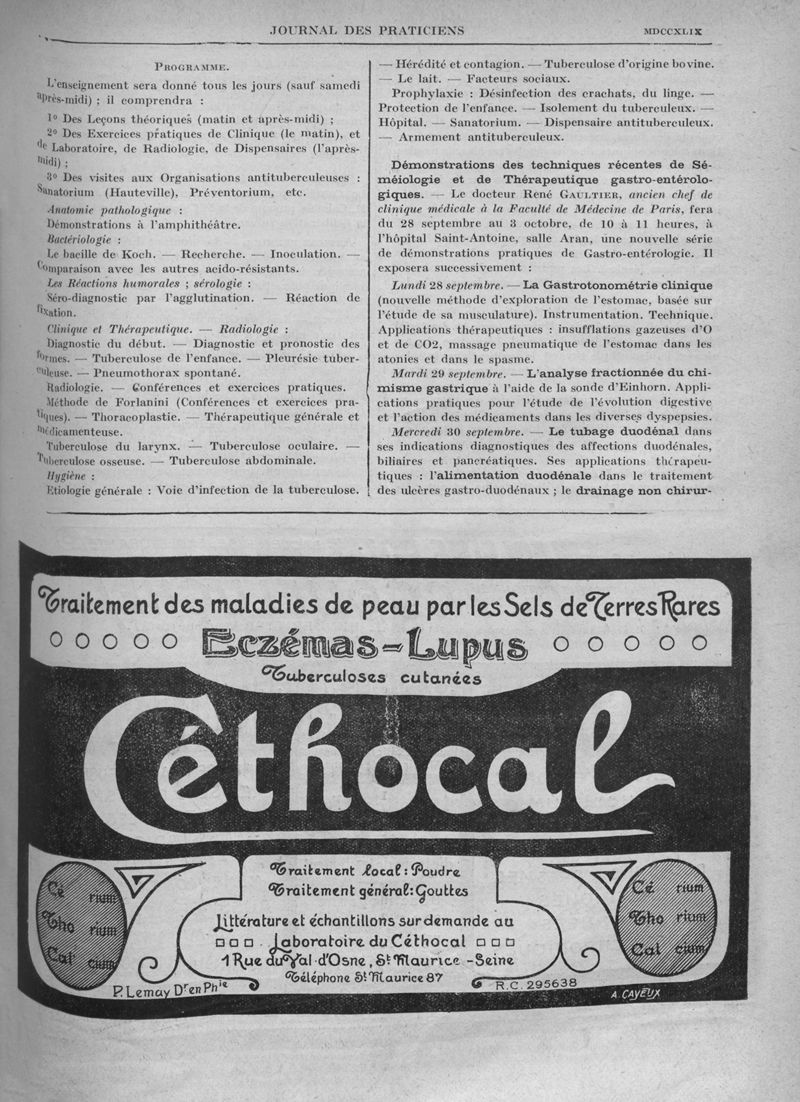 JOURNAL DES PRATICIENS
MDCCXLIX
PROGRAMME.
L'enseignement sera donné tous les jours (sauf samedi
après-midi) ; il comprendra :
1° Des Leçons théoriques (matin et après-midi) ;
2° Des Exercices pratiques de Clinique (le matin), et
de Laboratoire, de Radiologie, de Dispensaires (l'après-
midi) ;
3° Des visites aux Organisations antituberculeuses :
Sanatorium (Hauteville), Préventorium, etc.
Anatomie pathologique :
Démonstrations à l'amphithéâtre.
Bactériologie :
Le bacille de Koch. — Recherche. — Inoculation. —
Comparaison avec les autres acido-résistants.
Les Réactions humorales ; sérologie :
Séro-diagnostic par l'agglutination. — Réaction de
fixation.
Clinique et Thérapeutique. — Radiologie :
Diagnostic du début. — Diagnostic et pronostic des
formes. — Tuberculose de l'enfance. — Pleurésie tuber-
culeuse. — Pneumothorax spontané.
Radiologie. — Conférences et exercices pratiques.
Méthode de Forlanini (Conférences et exercices pra-
tiques). — Thoracoplastie. — Thérapeutique générale et
médicamenteuse.
Tuberculose du larynx. — Tuberculose oculaire. —
Tuberculose osseuse. — Tuberculose abdominale.
Hygiène :
Etiologie générale : Voie d'infection de la tuberculose.
— Hérédité et contagion. — Tuberculose d'origine bovine.
— Le lait. — Facteurs sociaux.
Prophylaxie : Désinfection des crachats, du linge. —
Protection de l'enfance. — Isolement du tuberculeux. —
Hôpital. — Sanatorium. — Dispensaire antituberculeux.
— Armement antituberculeux.
Démonstrations des techniques récentes de Sé-
méiologie et de Thérapeutique gastro-entérolo-
giques. — Le docteur René GAULTIER, ancien chef de
clinique médicale à la Faculté de Médecine de Paris, fera
du 28 septembre au 3 octobre, de 10 à 11 heures, à
l'hôpital Saint-Antoine, salle Aran, une nouvelle série
de démonstrations pratiques de Gastro-entérologie. Il
exposera successivement :
Lundi 28 septembre. — La Gastrotonométrie clinique
(nouvelle méthode d'exploration de l'estomac, basée sur
l'étude de sa musculature). Instrumentation. Technique.
Applications thérapeutiques : insufflations gazeuses d'O
et de CO2, massage pneumatique de l'estomac dans les
atonies et dans le spasme.
Mardi 29 septembre. — L'analyse fractionnée du chi-
misme gastrique à l'aide de la sonde d'Einhorn. Appli-
cations pratiques pour l'étude de l'évolution digestive
et l'action des médicaments dans les diverses dyspepsies.
Mercredi 30 septembre. — Le tubage duodénal dans
ses indications diagnostiques des affections duodénales,
biliaires et pancréatiques. Ses applications thérapeu-
tiques : l'alimentation duodénale dans le traitement
des ulcères gastro-duodénaux ; le drainage non chirur-
Traitement des maladies de peau par les Sels de Terres Rares
Eczémas-Lupus
Tuberculoses cutanées
Céthocal
Traitement local : Poudre
Traitement général : Gouttes
Littérature et échantillons sur demande au
Laboratoire du Céthocal
1 Rue du Val d'Osne, St Maurice - Seine
Téléphone St Maurice 87
Cé rium
Tho rium
Cal cium
Cé rium
Tho rium
Cal cium
P. Lemay Dr en Phie
R.C. 295638
A. CAYEUX